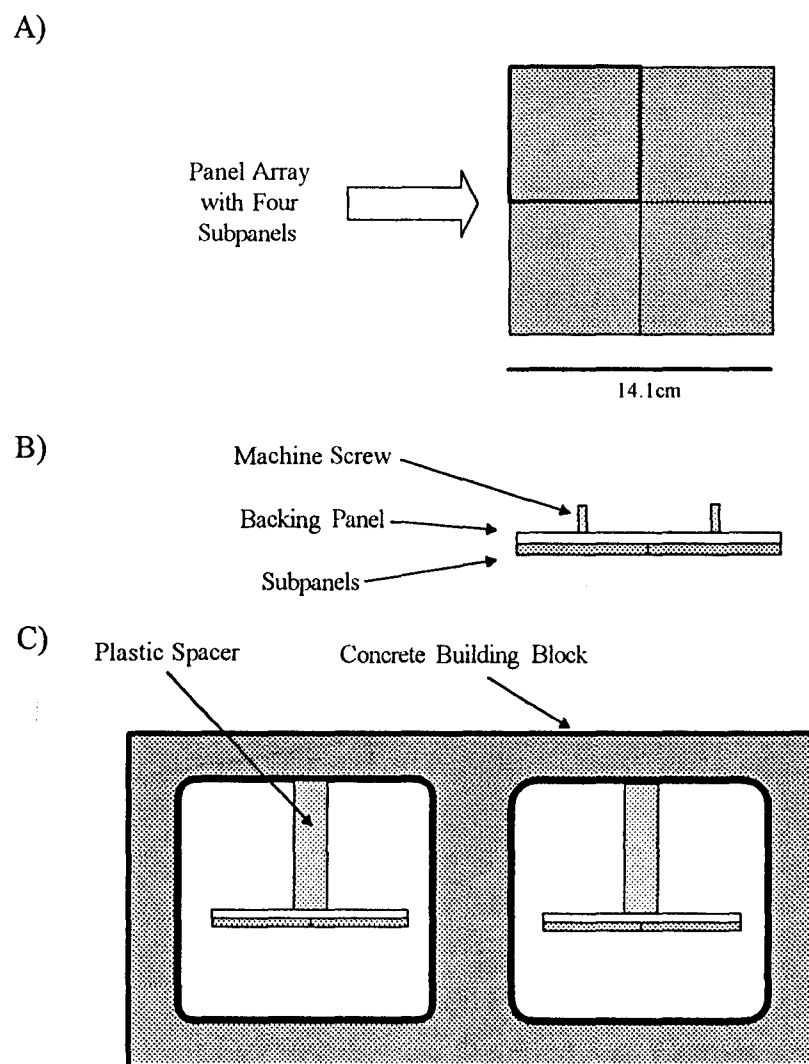 A)
Panel Array
with Four
Subpanels
14.1cm
B)
Machine Screw
Backing Panel
Subpanels
C)
Plastic Spacer
Concrete Building Block